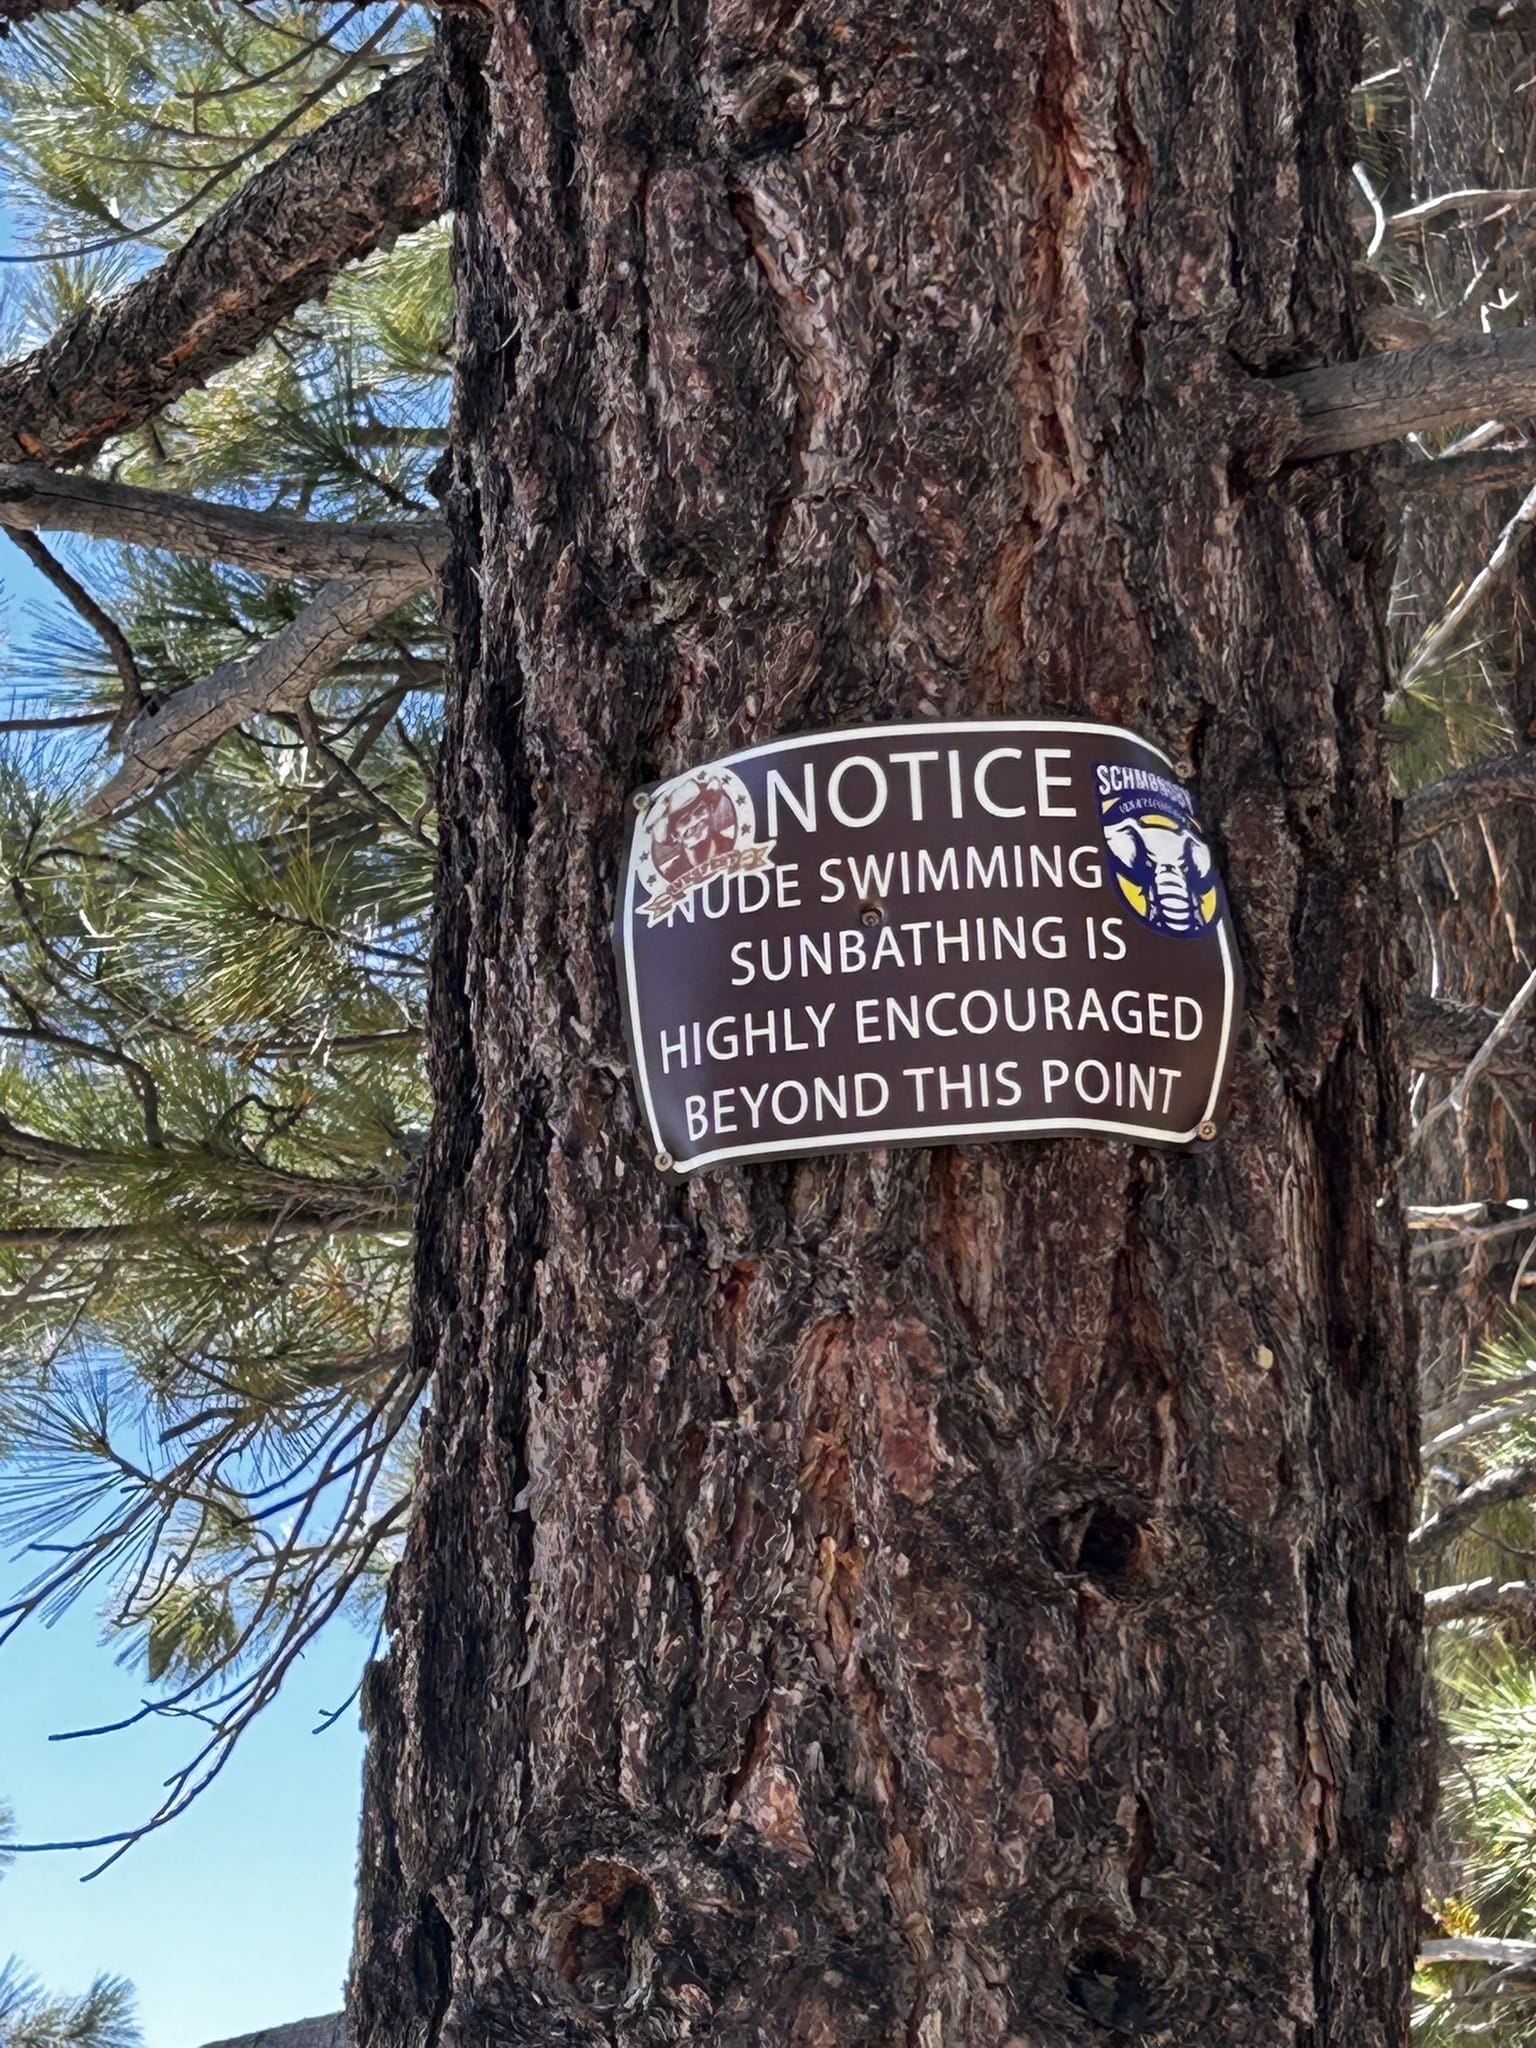 NOTICE
NUDE SWIMMING
SUNBATHING IS
HIGHLY ENCOURAGED
BEYOND THIS POINT